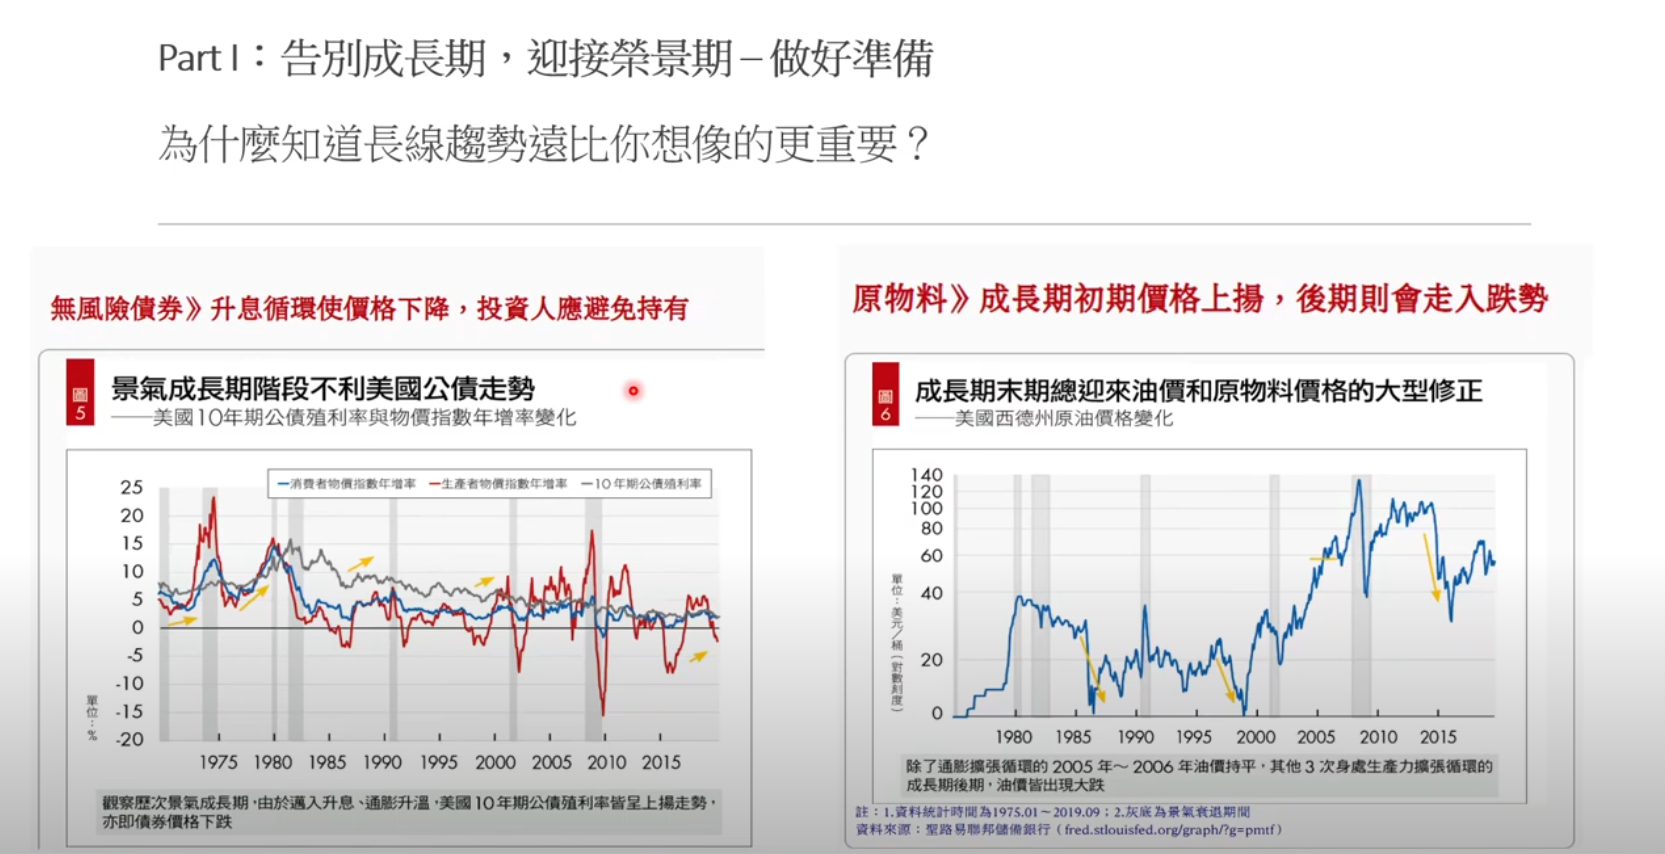 Part I：告別成長期，迎接榮景期 – 做好準備
為什麼知道長線趨勢遠比你想像的更重要？
無風險債券》升息循環使價格下降，投資人應避免持有
圖5
景氣成長期階段不利美國公債走勢
——美國10年期公債殖利率與物價指數年增率變化
消費者物價指數年增率 生產者物價指數年增率 10年期公債殖利率
25
20
15
10
5
0
-5
-10
-15
-20
單位：%
1975 1980 1985 1990 1995 2000 2005 2010 2015
觀察歷次景氣成長期，由於邁入升息、通膨升溫，美國10年期公債殖利率皆呈上揚走勢，
亦即債券價格下跌
原物料》成長期初期價格上揚，後期則會走入跌勢
圖6
成長期末期總迎來油價和原物料價格的大型修正
——美國西德州原油價格變化
140
120
100
80
60
40
20
0
單位：美元／桶（對數刻度）
1980 1985 1990 1995 2000 2005 2010 2015
除了通膨擴張循環的2005年～2006年油價持平，其他3次身處生產力擴張循環的
成長期後期，油價皆出現大跌
註：1.資料統計時間為1975.01～2019.09；2.灰底為景氣衰退期間
資料來源：聖路易聯邦儲備銀行（fred.stlouisfed.org/graph/?g=pmtf）